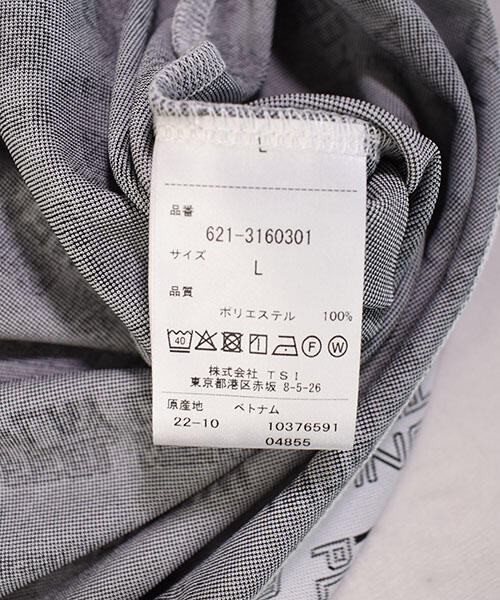 L
品番
621-3160301
サイズ
L
品質
ポリエステル 100%
40 F W
株式会社 TSI
東京都港区赤坂 8-5-26
原産地 ベトナム
22-10 10376591
04855